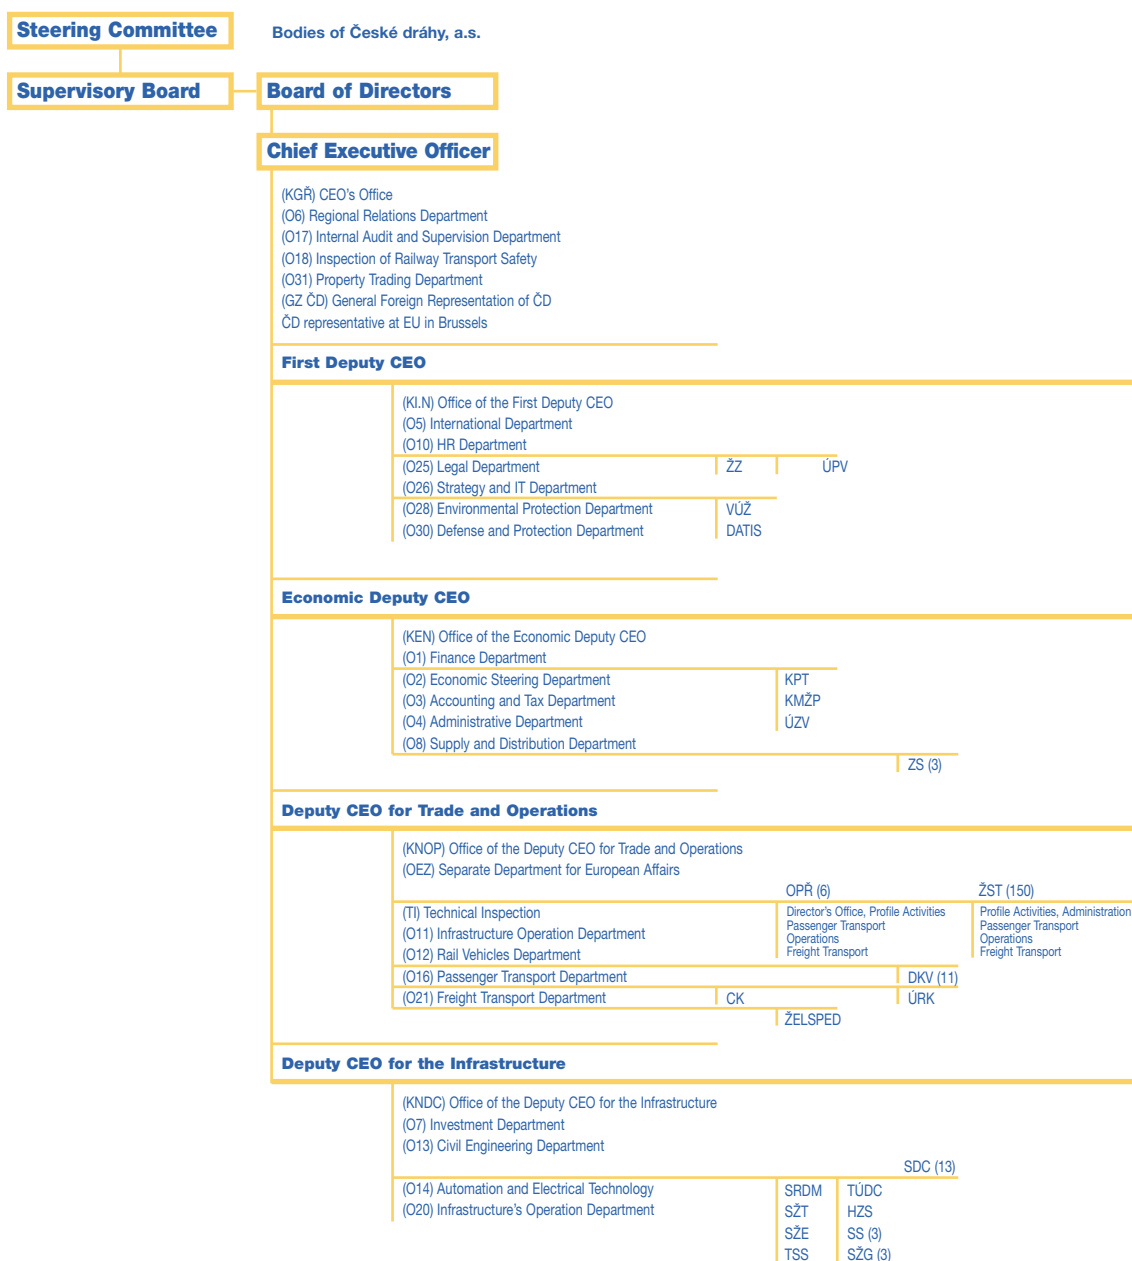 Steering Committee
Bodies of České dráhy, a.s.
Supervisory Board
Board of Directors
Chief Executive Officer
(KGŘ) CEO's Office
(O6) Regional Relations Department
(O17) Internal Audit and Supervision Department
(O18) Inspection of Railway Transport Safety
(O31) Property Trading Department
(GZ ČD) General Foreign Representation of ČD
ČD representative at EU in Brussels
First Deputy CEO
(KI.N) Office of the First Deputy CEO
(O5) International Department
(O10) HR Department
(O25) Legal Department
ŽZ
ÚPV
(O26) Strategy and IT Department
(O28) Environmental Protection Department
VÚŽ
(O30) Defense and Protection Department
DATIS
Economic Deputy CEO
(KEN) Office of the Economic Deputy CEO
(O1) Finance Department
(O2) Economic Steering Department
KPT
(O3) Accounting and Tax Department
KMŽP
(O4) Administrative Department
ÚZV
(O8) Supply and Distribution Department
ZS (3)
Deputy CEO for Trade and Operations
(KNOP) Office of the Deputy CEO for Trade and Operations
(OEZ) Separate Department for European Affairs
OPŘ (6)
ŽST (150)
(TI) Technical Inspection
(O11) Infrastructure Operation Department
(O12) Rail Vehicles Department
Director's Office, Profile Activities
Passenger Transport
Operations
Freight Transport
Profile Activities, Administration
Passenger Transport
Operations
Freight Transport
(O16) Passenger Transport Department
DKV (11)
(O21) Freight Transport Department
CK
ÚRK
ŽELSPED
Deputy CEO for the Infrastructure
(KNDC) Office of the Deputy CEO for the Infrastructure
(O7) Investment Department
(O13) Civil Engineering Department
SDC (13)
(O14) Automation and Electrical Technology
SRDM
TÚDC
(O20) Infrastructure's Operation Department
SŽT
HZS
SŽE
SS (3)
TSS
SŽG (3)